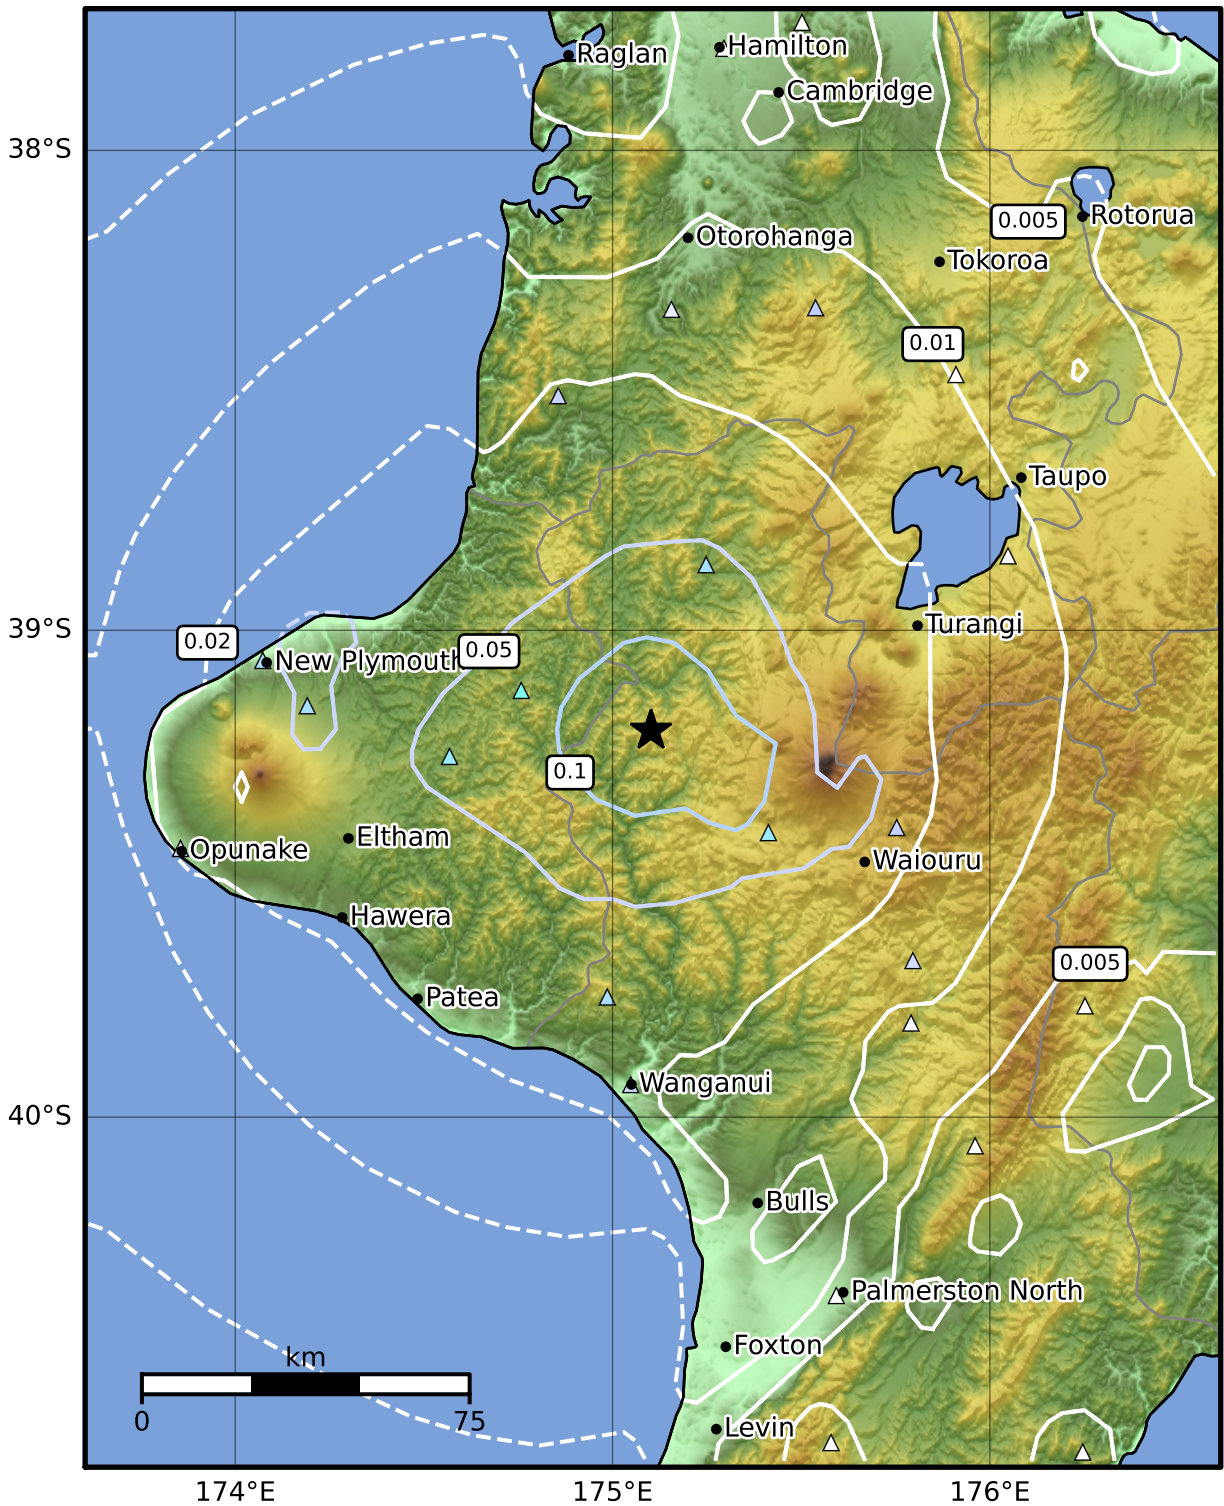 Raglan
Hamilton
Cambridge
38°S
0.005
Rotorua
Otorohanga
Tokoroa
0.01
Taupo
39°S
0.02
0.05
Turangi
New Plymouth
0.1
Eltham
Opunake
Waiouru
Hawera
0.005
Patea
Wanganui
40°S
Bulls
Palmerston North
Foxton
km
0 75
Levin
174°E 175°E 176°E